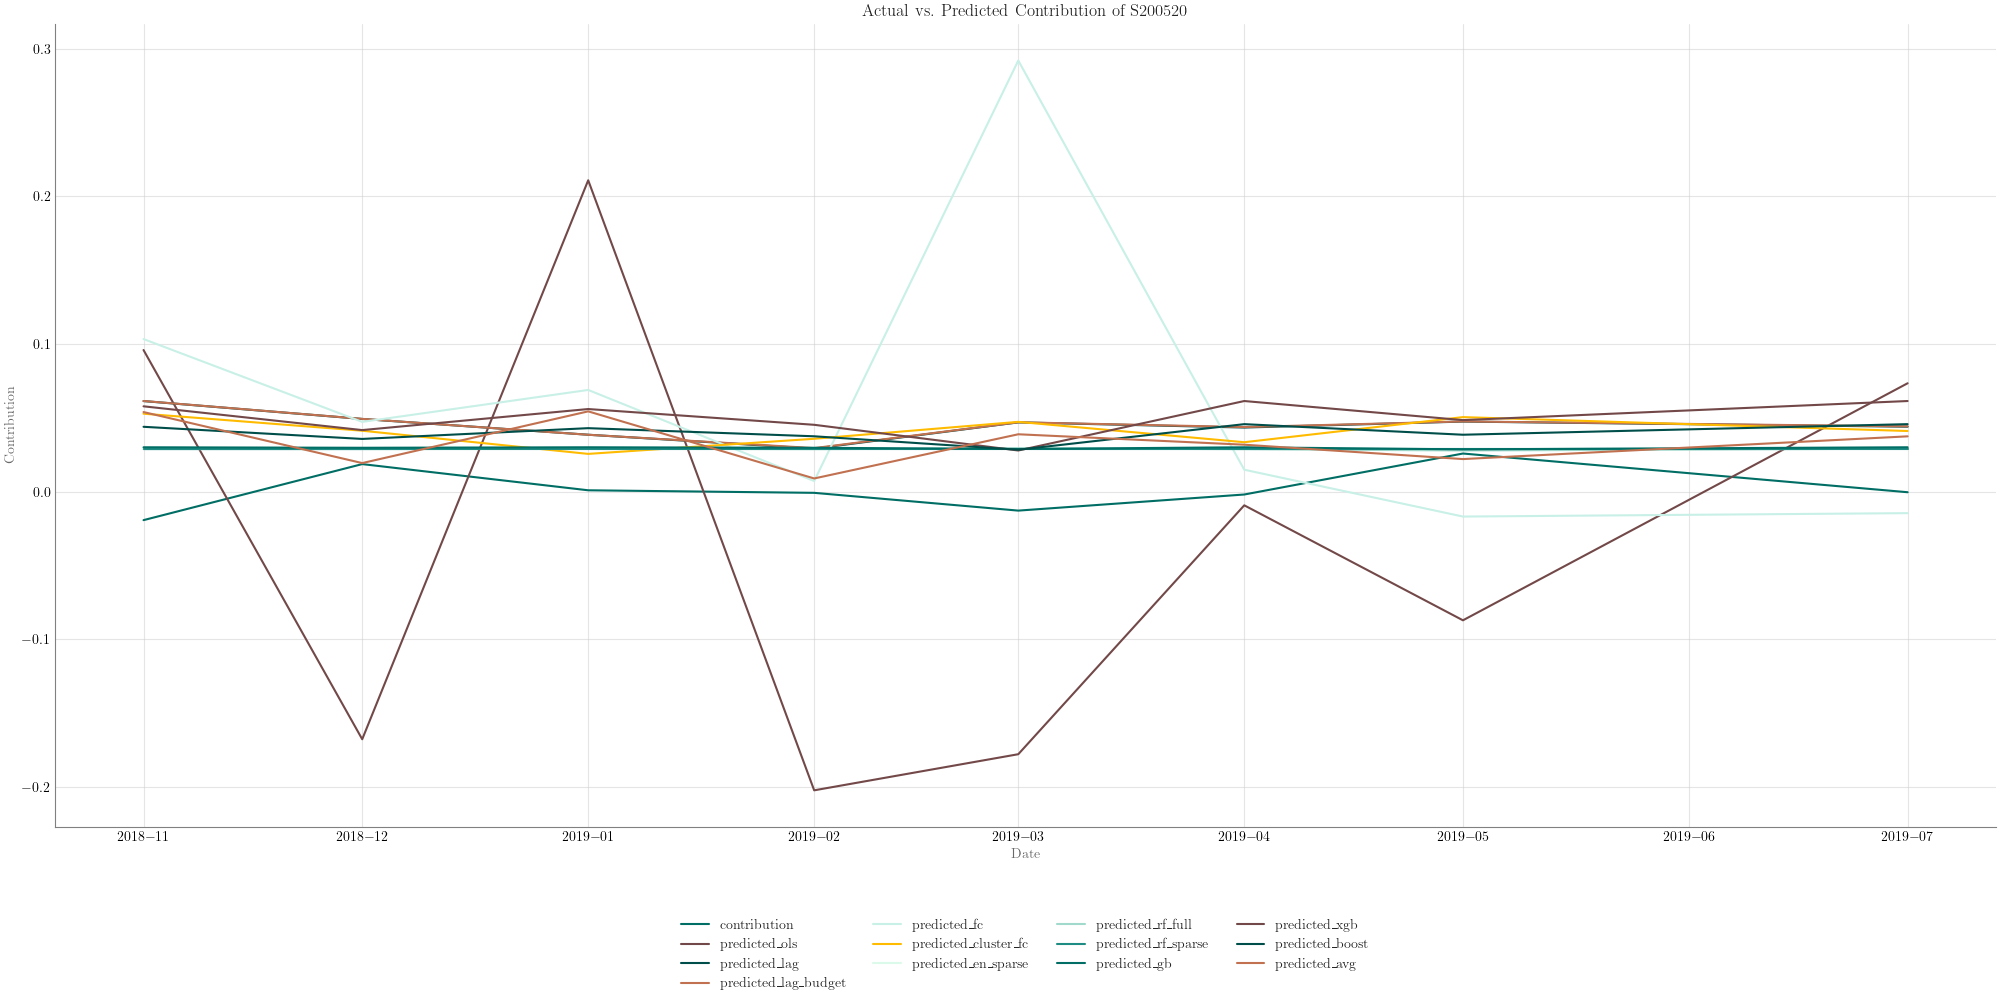 Actual vs. Predicted Contribution of S200520
0.3
0.2
0.1
0.0
−0.1
−0.2
Contribution
2018−11 2018−12 2019−01 2019−02 2019−03 2019−04 2019−05 2019−06 2019−07
Date
contribution predicted_fc predicted_rf_full predicted_xgb
predicted_ols predicted_cluster_fc predicted_rf_sparse predicted_boost
predicted_lag predicted_en_sparse predicted_gb predicted_avg
predicted_lag_budget